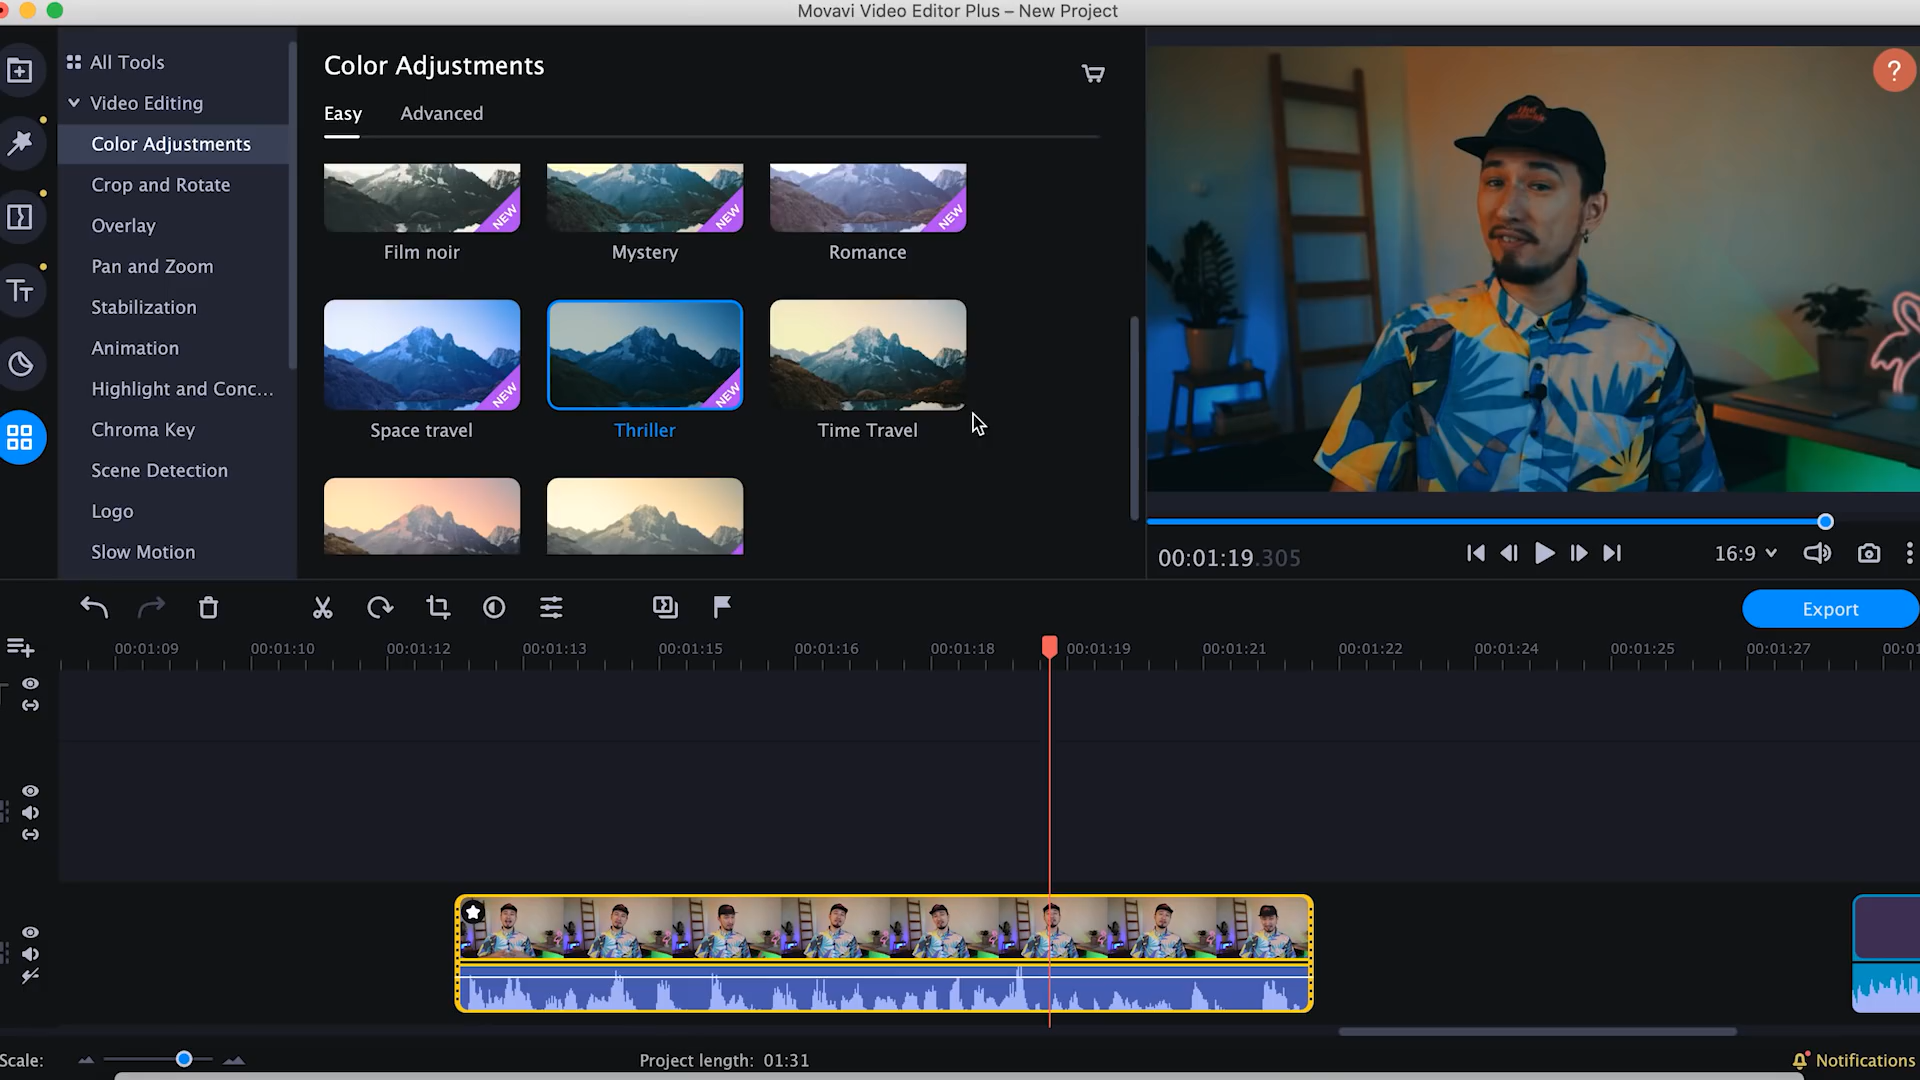 Movavi Video Editor Plus – New Project
All Tools
Video Editing
Color Adjustments
Crop and Rotate
Overlay
Pan and Zoom
Stabilization
Animation
Highlight and Conc...
Chroma Key
Scene Detection
Logo
Slow Motion
Color Adjustments
Easy
Advanced
NEW
NEW
NEW
Film noir
Mystery
Romance
NEW
NEW
Space travel
Thriller
Time Travel
?
00:01:19.305
16:9
Export
00:01:09
00:01:10
00:01:12
00:01:13
00:01:15
00:01:16
00:01:18
00:01:19
00:01:21
00:01:22
00:01:24
00:01:25
00:01:27
Scale:
Project length: 01:31
Notifications